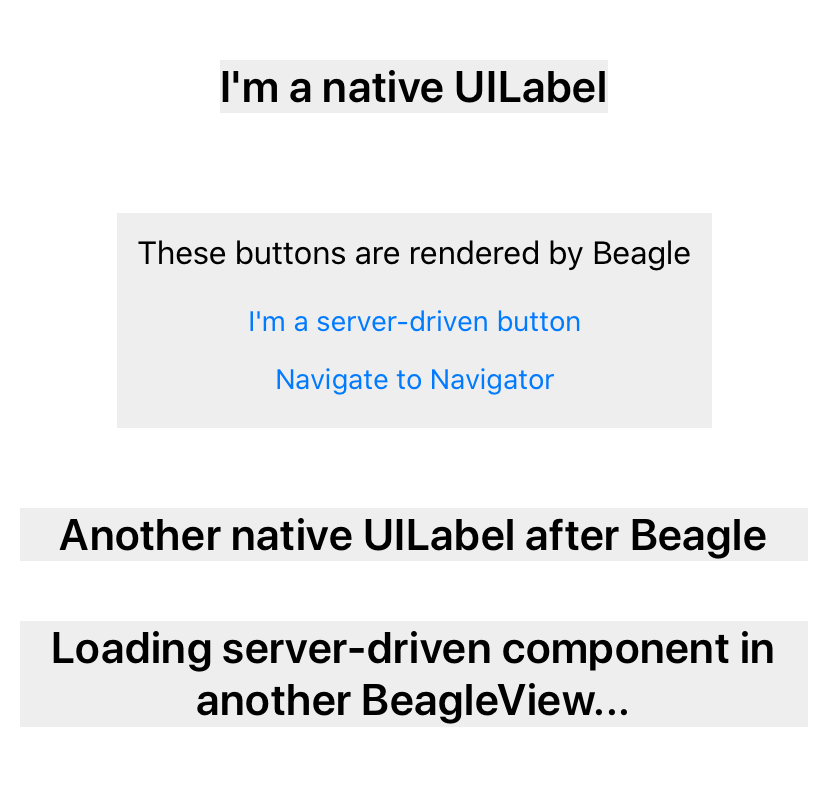 I'm a native UILabel
These buttons are rendered by Beagle
I'm a server-driven button
Navigate to Navigator
Another native UILabel after Beagle
Loading server-driven component in
another BeagleView...